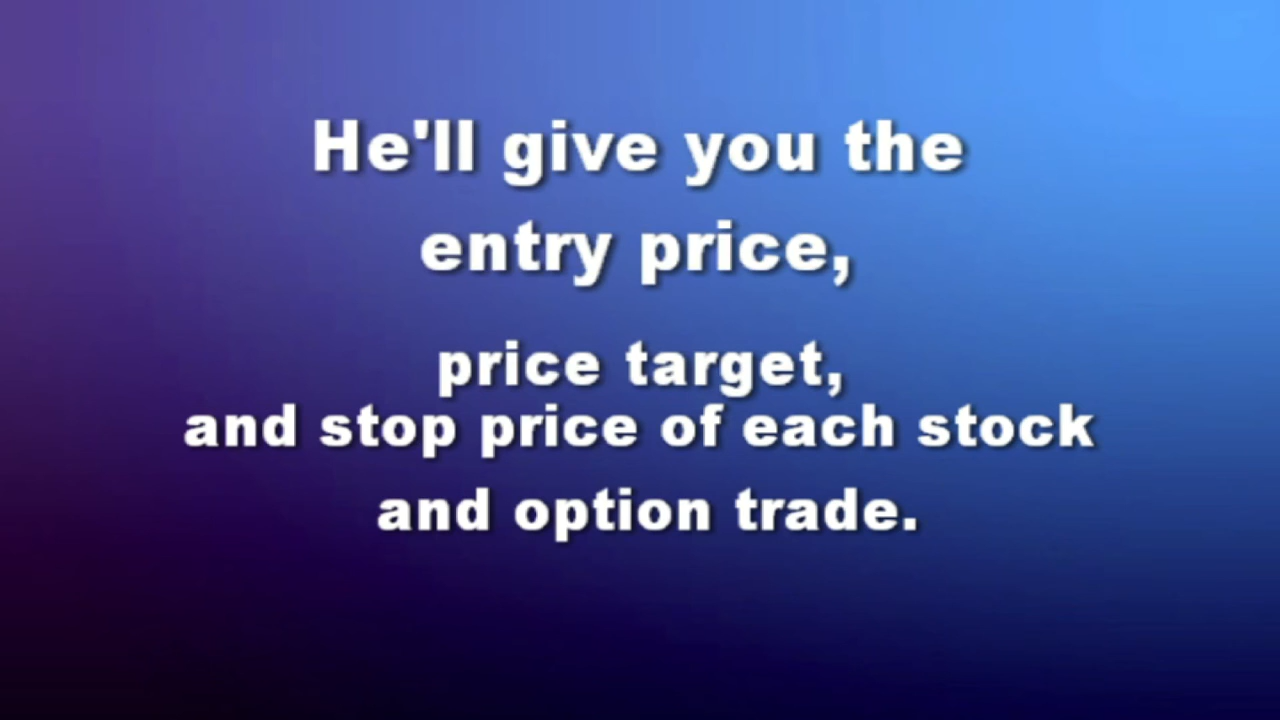 He'll give you the
entry price,
price target,
and stop price of each stock
and option trade.